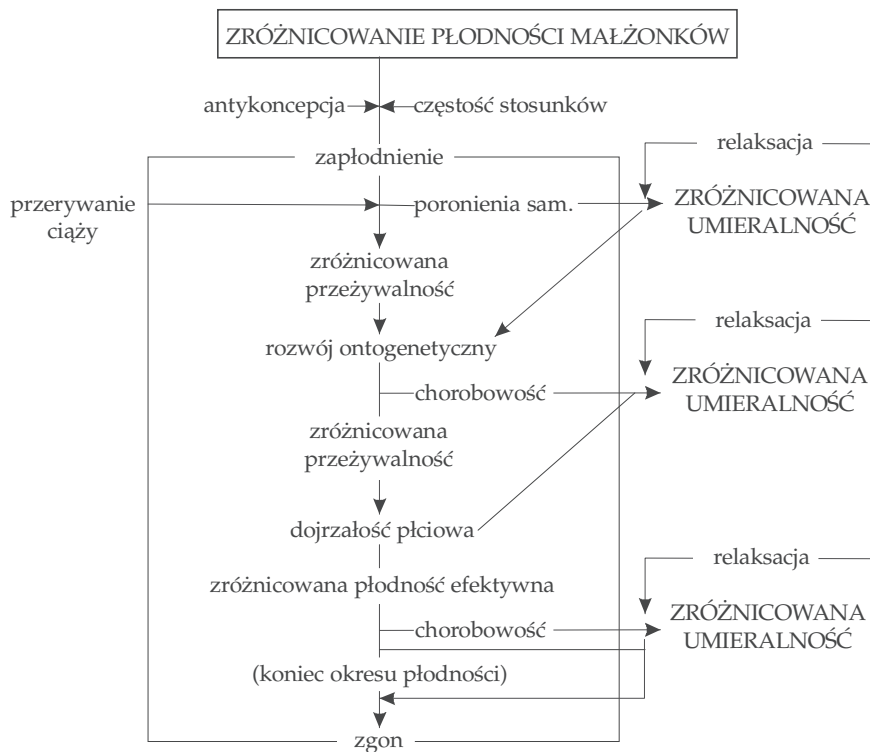 ZRÓŻNICOWANIE PŁODNOŚCI MAŁŻONKÓW
antykoncepcja
częstość stosunków
relaksacja
zapłodnienie
przerywanie
ciąży
poronienia sam.
ZRÓŻNICOWANA
UMIERALNOŚĆ
zróżnicowana
przeżywalność
relaksacja
rozwój ontogenetyczny
chorobowość
ZRÓŻNICOWANA
UMIERALNOŚĆ
zróżnicowana
przeżywalność
dojrzałość płciowa
relaksacja
zróżnicowana płodność efektywna
chorobowość
ZRÓŻNICOWANA
UMIERALNOŚĆ
(koniec okresu płodności)
zgon